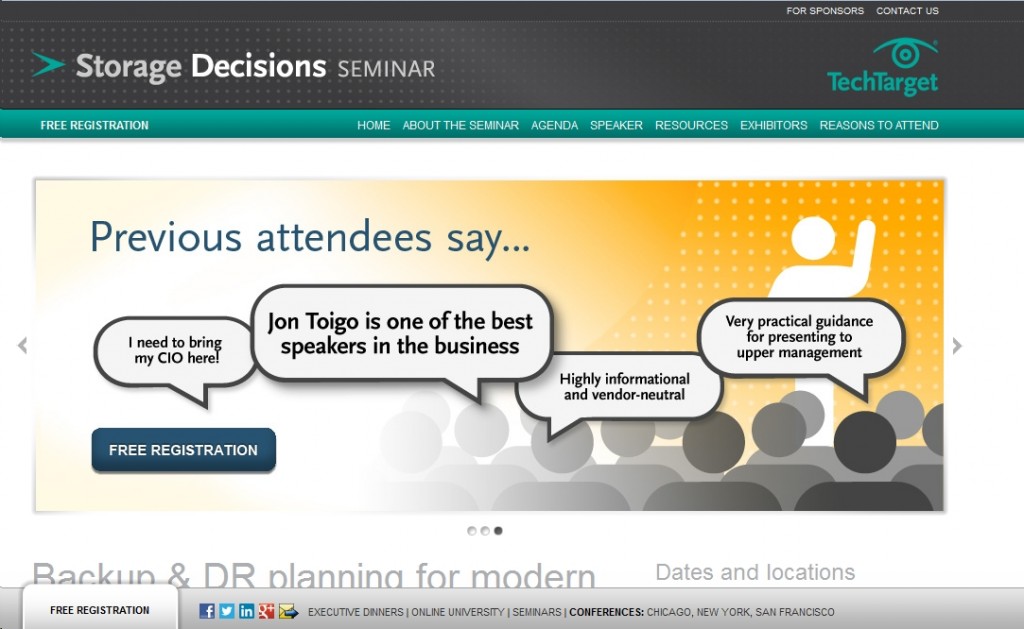 FOR SPONSORS CONTACT US
Storage Decisions SEMINAR
TechTarget
FREE REGISTRATION HOME ABOUT THE SEMINAR AGENDA SPEAKER RESOURCES EXHIBITORS REASONS TO ATTEND
Previous attendees say...
I need to bring
my CIO here!
Jon Toigo is one of the best
speakers in the business
Highly informational
and vendor-neutral
Very practical guidance
for presenting to
upper management
FREE REGISTRATION
Backup & DR planning for modern
Dates and locations
FREE REGISTRATION
EXECUTIVE DINNERS | ONLINE UNIVERSITY | SEMINARS | CONFERENCES: CHICAGO, NEW YORK, SAN FRANCISCO